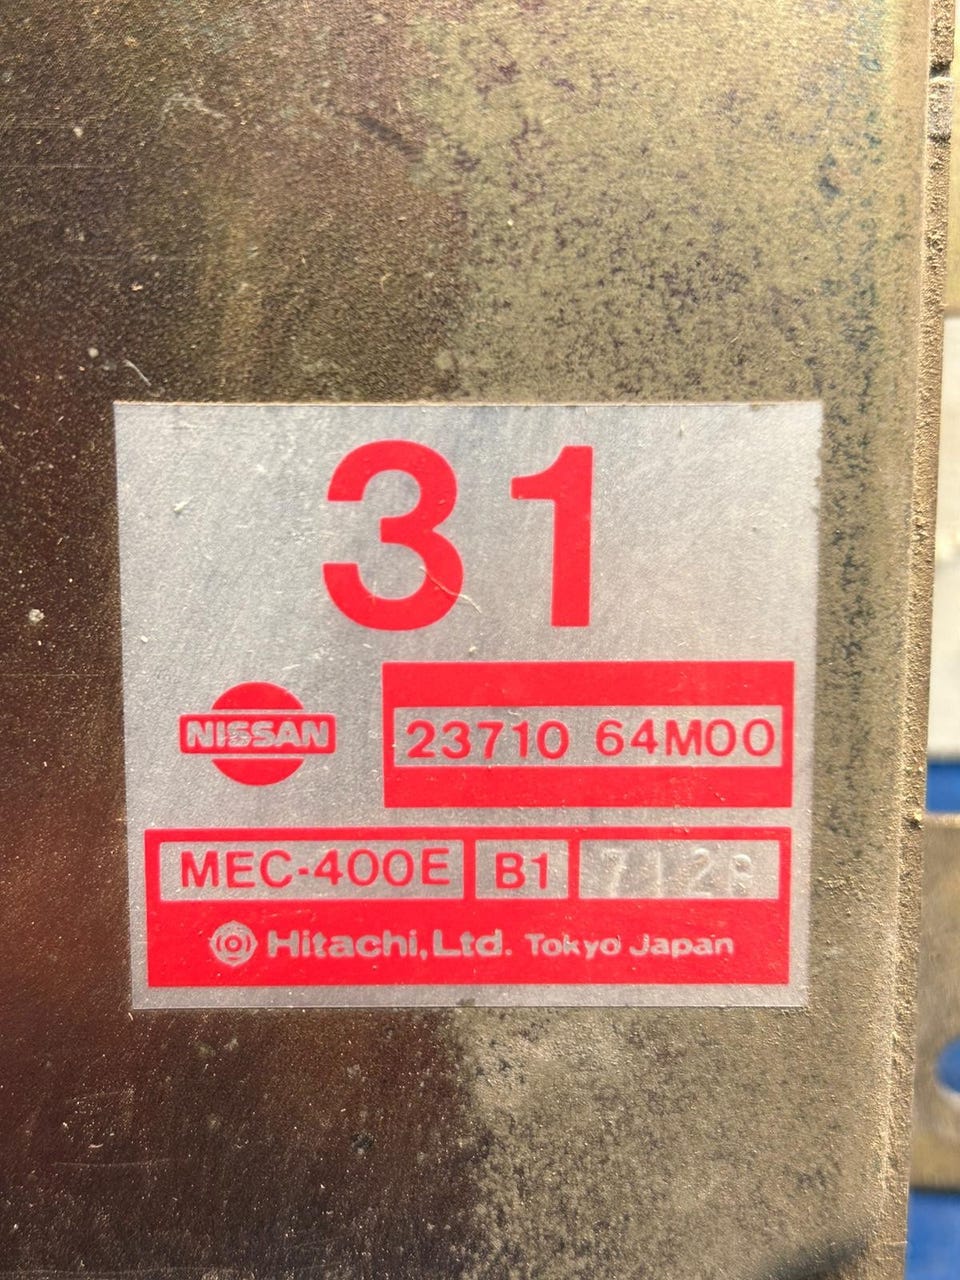 31
NISSAN
23710 64M00
MEC-400E B1
Hitachi, Ltd. Tokyo Japan